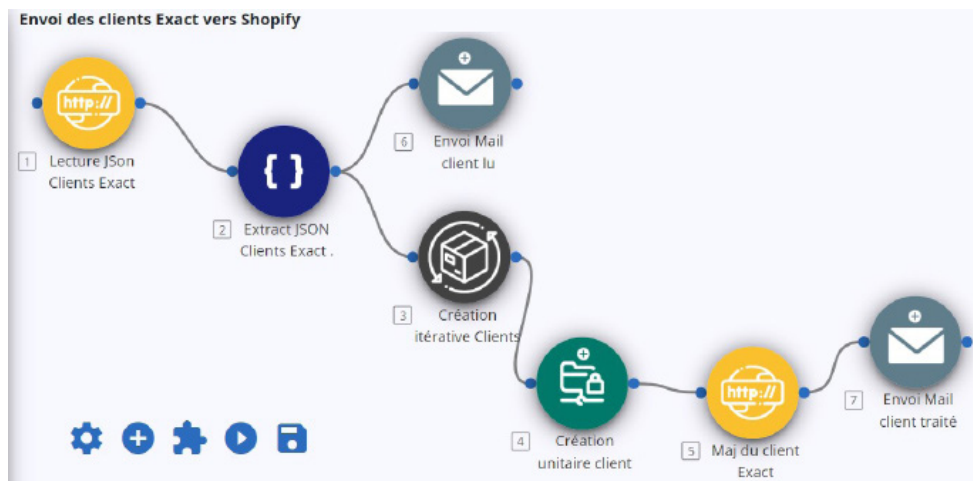 Envoi des clients Exact vers Shopify
http://
1
Lecture JSon
Clients Exact
{ }
2
Extract JSON
Clients Exact .
6
Envoi Mail
client lu
3
Création
itérative Clients
4
Création
unitaire client
http://
5
Maj du client
Exact
7
Envoi Mail
client traité